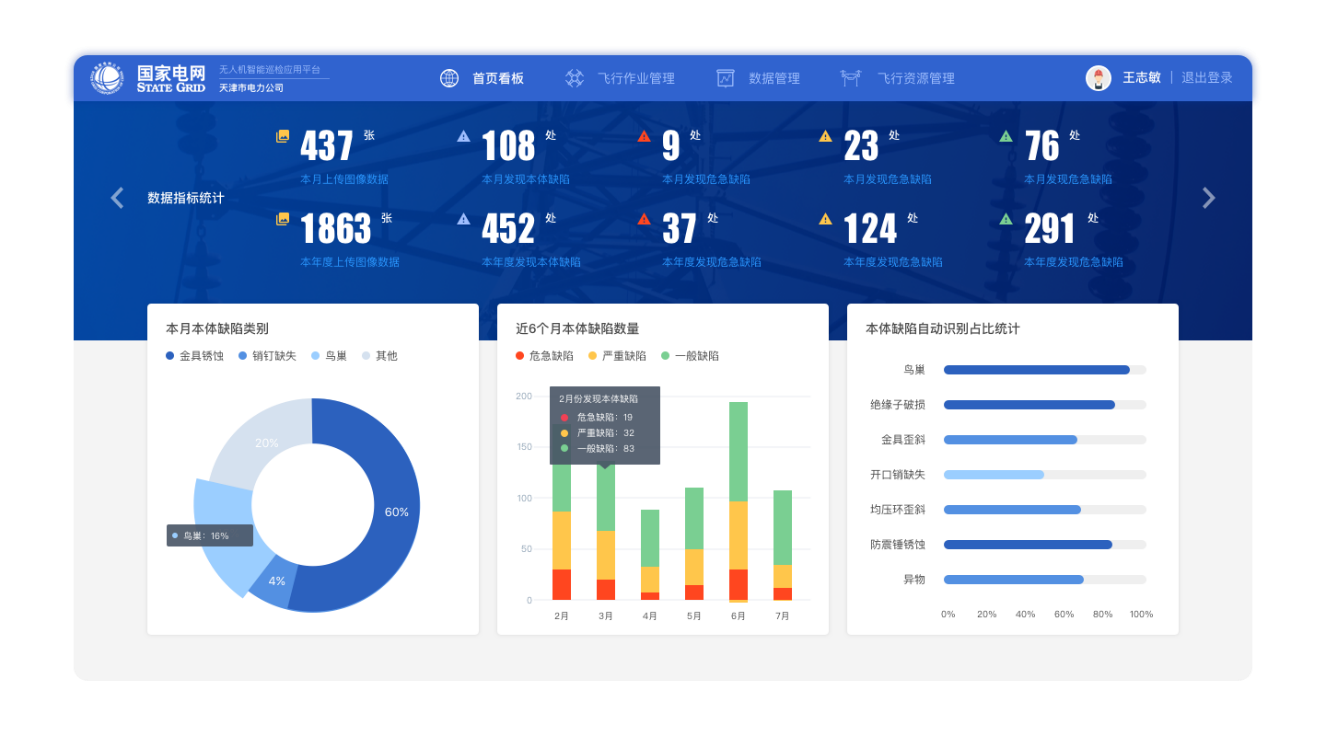 国家电网
STATE GRID
无人机智能巡检应用平台
天津市电力公司
首页看板
飞行作业管理
数据管理
飞行资源管理
王志敏 | 退出登录
数据指标统计
437 张
本月上传图像数据
108 处
本月发现本体缺陷
9 处
本月发现危急缺陷
23 处
本月发现危急缺陷
76 处
本月发现危急缺陷
1863 张
本年度上传图像数据
452 处
本年度发现本体缺陷
37 处
本年度发现危急缺陷
124 处
本年度发现危急缺陷
291 处
本年度发现危急缺陷
本月本体缺陷类别
金具锈蚀 销钉缺失 鸟巢 其他
20%
60%
鸟巢：16%
4%
近6个月本体缺陷数量
危急缺陷 严重缺陷 一般缺陷
200
150
100
50
0
2月份发现本体缺陷
危急缺陷：19
严重缺陷：32
一般缺陷：83
2月 3月 4月 5月 6月 7月
本体缺陷自动识别占比统计
鸟巢
绝缘子破损
金具歪斜
开口销缺失
均压环歪斜
防震锤锈蚀
异物
0% 20% 40% 60% 80% 100%